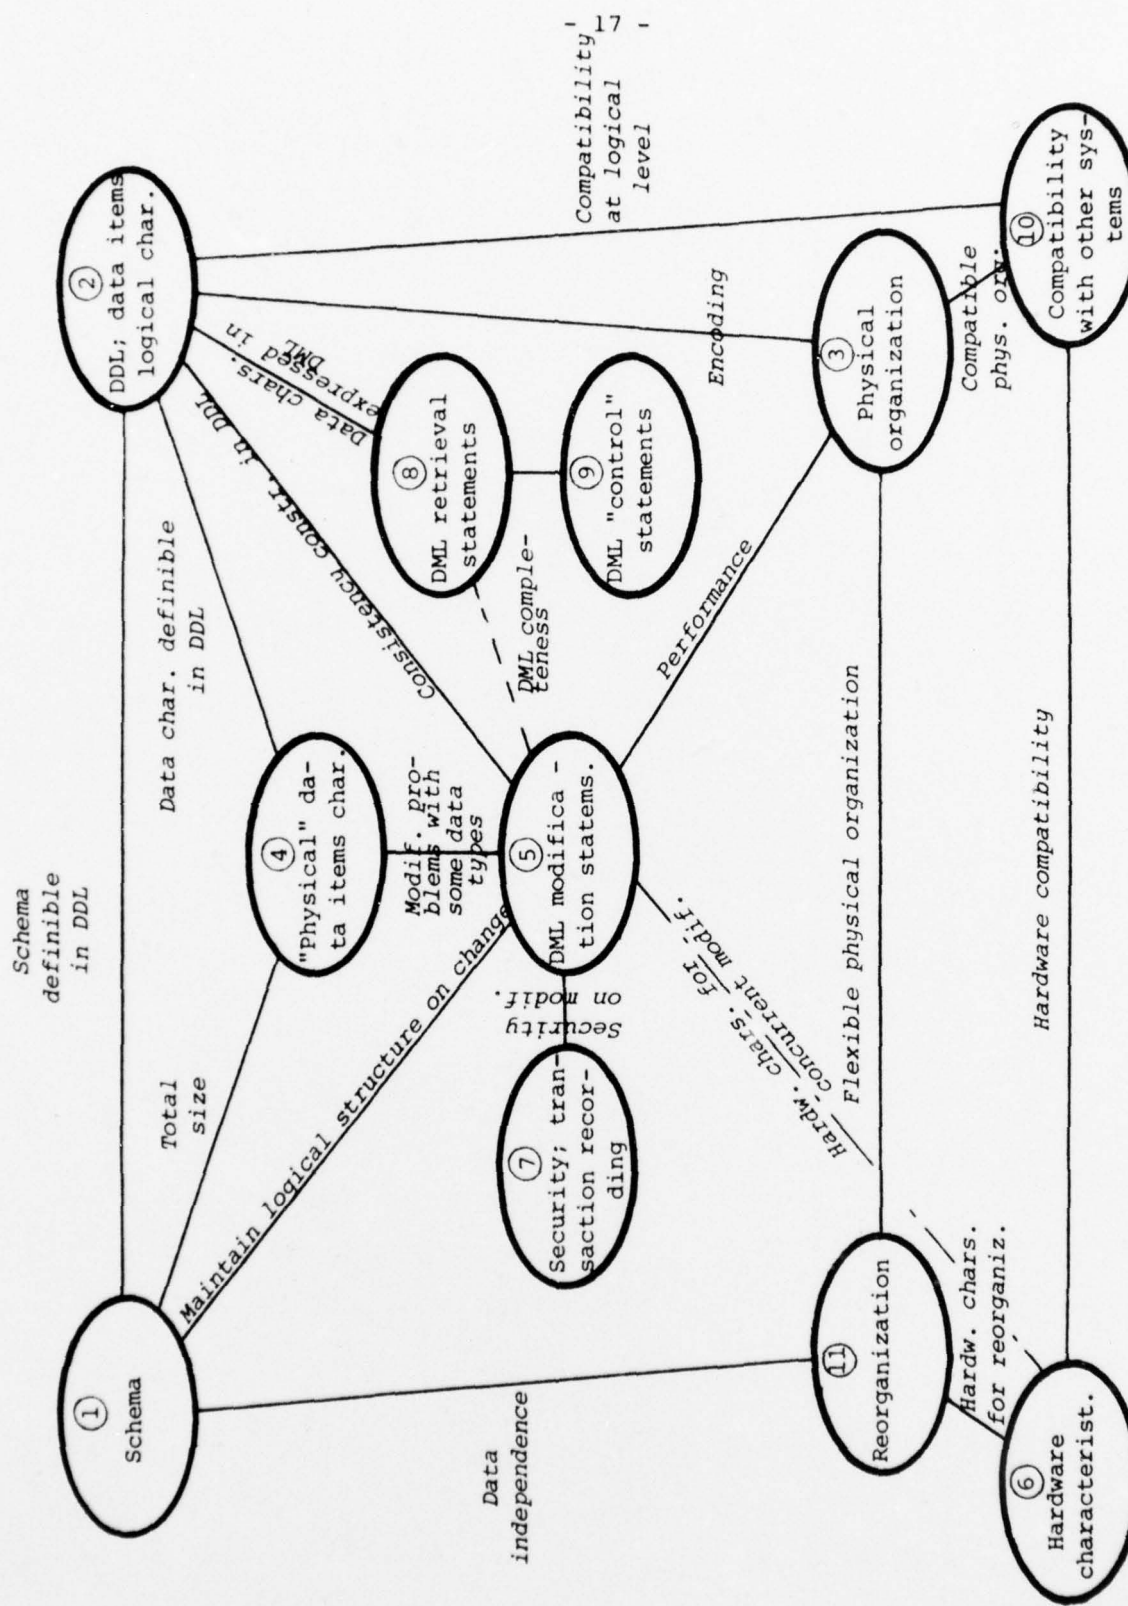 - 17 -
Schema
definible
in DDL
1
Schema
2
DDL; data items
logical char.
Total
size
Data char. definible
in DDL
4
"Physical" da-
ta items char.
Maintain logical structure on change
Modif. pro-
blems with
some data
types
Consistency constr. in DDL
Data chars.
expressed in
DML
8
DML retrieval
statements
Compatibility
at logical
level
7
Security; tran-
saction recor-
ding
Security
on modif.
5
DML modifica -
tion statems.
DML comple-
teness
9
DML "control"
statements
Data
independence
Hardw. chars. for
concurrent modif.
Performance
Encoding
11
Reorganization
Flexible physical organization
3
Physical
organization
Hardw. chars.
for reorganiz.
Compatible
phys. org.
6
Hardware
characterist.
Hardware compatibility
10
Compatibility
with other sys-
tems